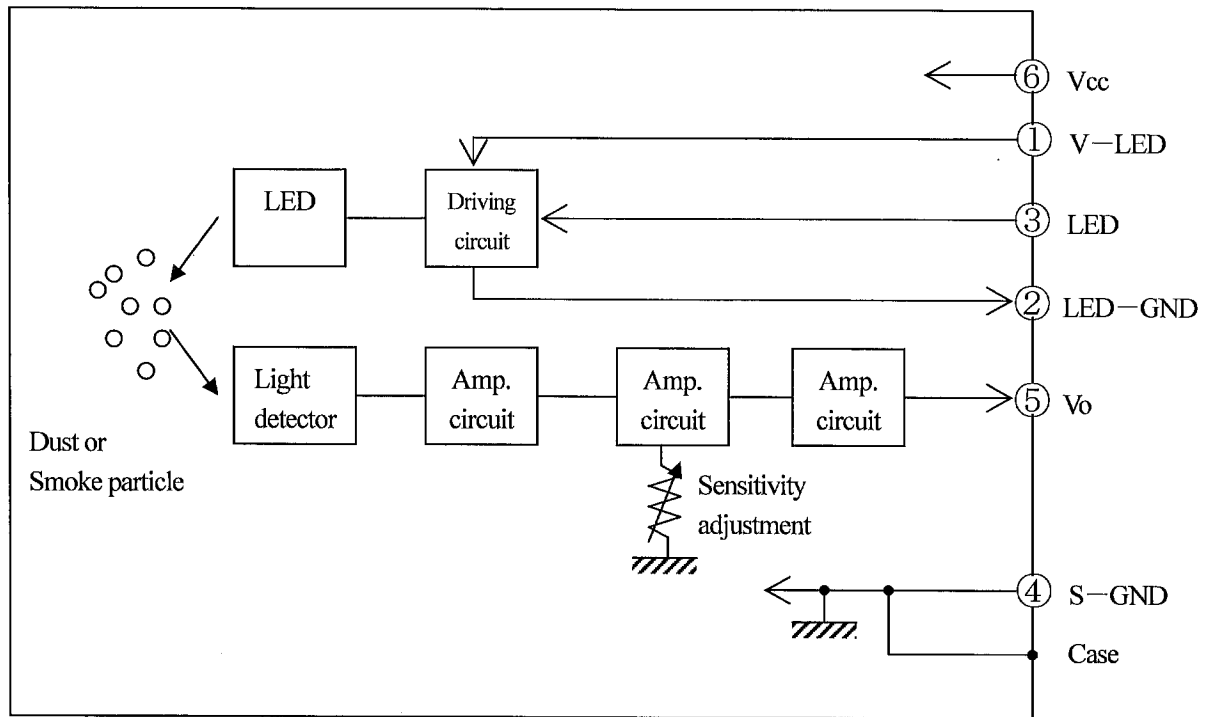 ⑥ Vcc
① V−LED
LED
Driving
circuit
③ LED
② LED−GND
Light
detector
Amp.
circuit
Amp.
circuit
Amp.
circuit
⑤ Vo
Dust or
Smoke particle
Sensitivity
adjustment
④ S−GND
Case